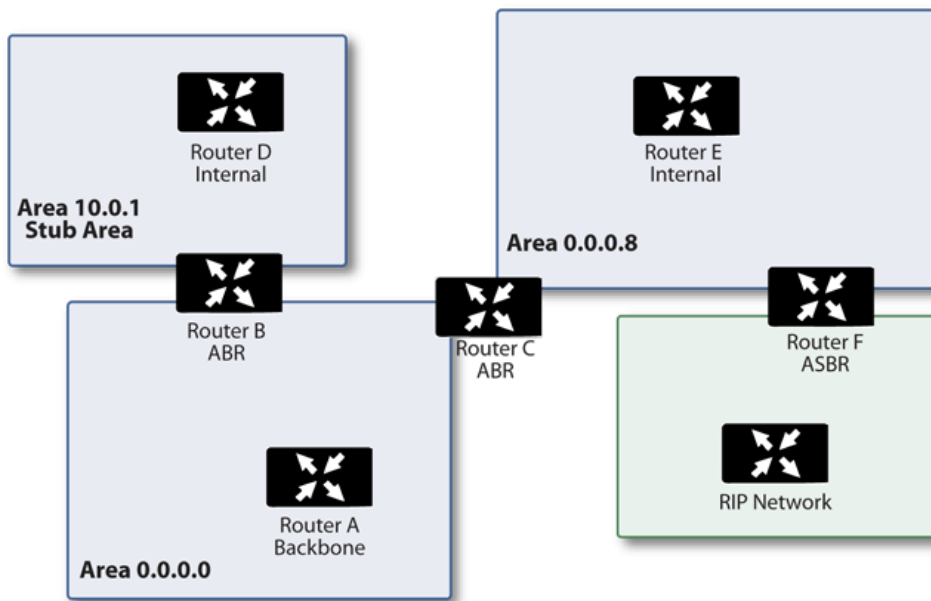 Router D
Internal
Area 10.0.1
Stub Area
Router E
Internal
Area 0.0.0.8
Router B
ABR
Router C
ABR
Router F
ASBR
Router A
Backbone
Area 0.0.0.0
RIP Network